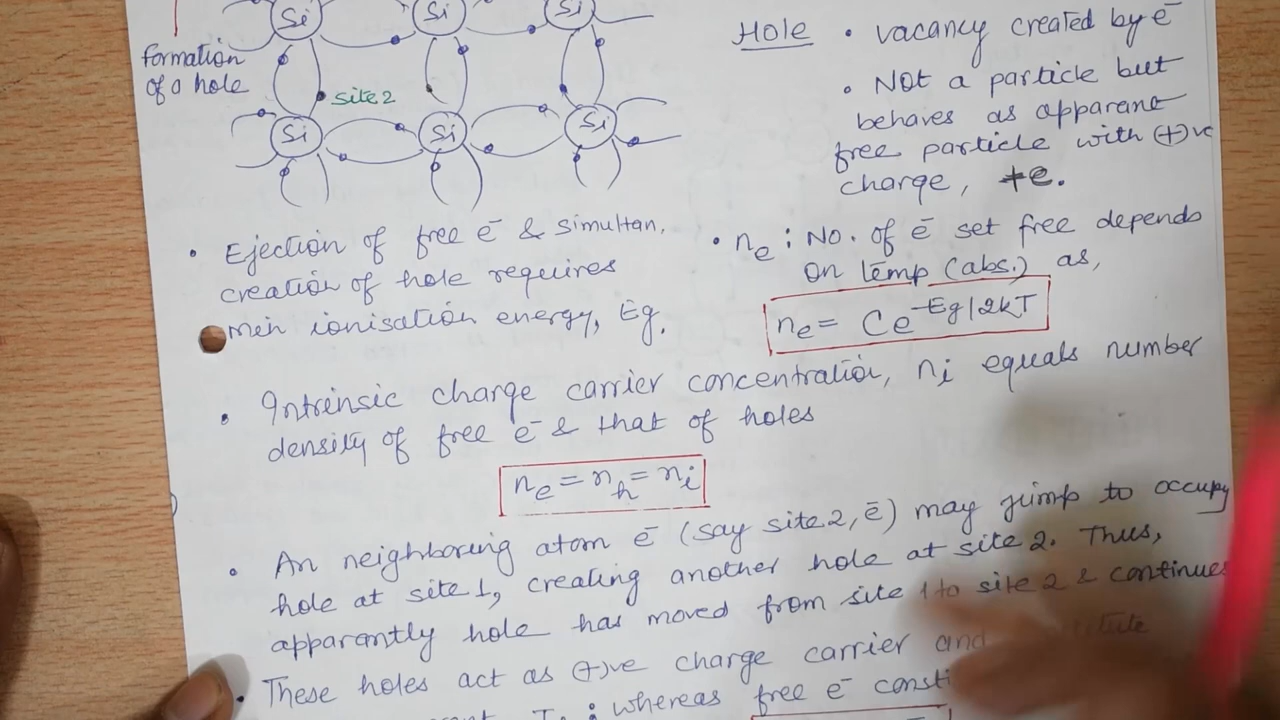 Si Si Si
formation
of a hole
site 2
Si Si Si
Hole • vacancy created by e̅
• Not a particle but
behaves as apparent
free particle with (+)ve
charge, +e.
• Ejection of free e̅ & simultan.
creation of hole requires
min ionisation energy, Eg.
• nₑ : No. of e̅ set free depends
on temp (abs.) as,
nₑ = Ce^-Eg/2kT
• Intrinsic charge carrier concentration, nᵢ equals number
density of free e̅ & that of holes
nₑ = nₕ = nᵢ
• An neighboring atom e̅ (say site 2, e̅) may jump to occupy
hole at site 1, creating another hole at site 2. Thus,
apparantly hole has moved from site 1 to site 2 & continues
• These holes act as (+)ve charge carrier and
: whereas free e̅